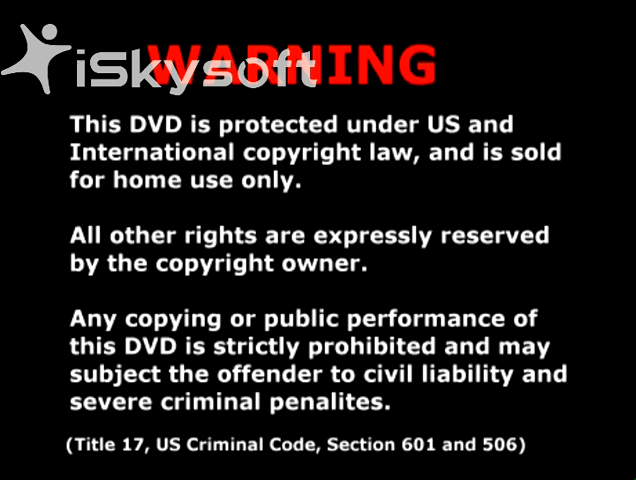 WARNING
iSkysoft
This DVD is protected under US and
International copyright law, and is sold
for home use only.
All other rights are expressly reserved
by the copyright owner.
Any copying or public performance of
this DVD is strictly prohibited and may
subject the offender to civil liability and
severe criminal penalites.
(Title 17, US Criminal Code, Section 601 and 506)